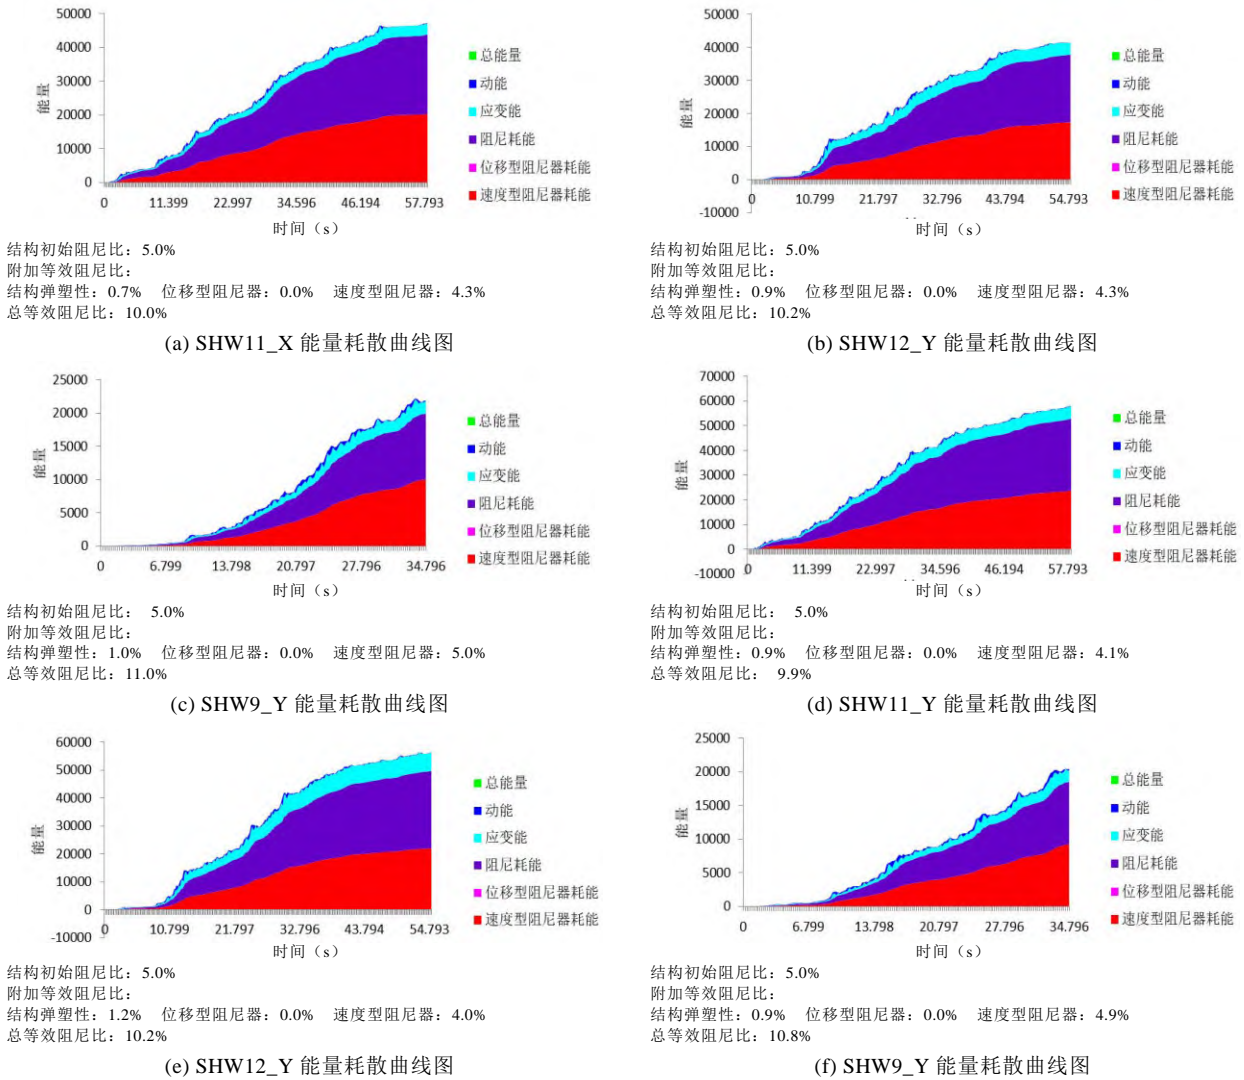 50000
40000
30000
20000
10000
0
能量
0 11.399 22.997 34.596 46.194 57.793
时间（s）
总能量
动能
应变能
阻尼耗能
位移型阻尼器耗能
速度型阻尼器耗能
结构初始阻尼比：5.0%
附加等效阻尼比：
结构弹塑性：0.7% 位移型阻尼器：0.0% 速度型阻尼器：4.3%
总等效阻尼比：10.0%
(a) SHW11_X 能量耗散曲线图
50000
40000
30000
20000
10000
0
-10000
能量
0 10.799 21.797 32.796 43.794 54.793
时间（s）
总能量
动能
应变能
阻尼耗能
位移型阻尼器耗能
速度型阻尼器耗能
结构初始阻尼比：5.0%
附加等效阻尼比：
结构弹塑性：0.9% 位移型阻尼器：0.0% 速度型阻尼器：4.3%
总等效阻尼比：10.2%
(b) SHW12_Y 能量耗散曲线图
25000
20000
15000
10000
5000
0
能量
0 6.799 13.798 20.797 27.796 34.796
时间（s）
总能量
动能
应变能
阻尼耗能
位移型阻尼器耗能
速度型阻尼器耗能
结构初始阻尼比： 5.0%
附加等效阻尼比：
结构弹塑性：1.0% 位移型阻尼器：0.0% 速度型阻尼器：5.0%
总等效阻尼比：11.0%
(c) SHW9_Y 能量耗散曲线图
70000
60000
50000
40000
30000
20000
10000
0
-10000
能量
0 11.399 22.997 34.596 46.194 57.793
时间（s）
总能量
动能
应变能
阻尼耗能
位移型阻尼器耗能
速度型阻尼器耗能
结构初始阻尼比： 5.0%
附加等效阻尼比：
结构弹塑性：0.9% 位移型阻尼器：0.0% 速度型阻尼器：4.1%
总等效阻尼比： 9.9%
(d) SHW11_Y 能量耗散曲线图
60000
50000
40000
30000
20000
10000
0
-10000
能量
0 10.799 21.797 32.796 43.794 54.793
时间（s）
总能量
动能
应变能
阻尼耗能
位移型阻尼器耗能
速度型阻尼器耗能
结构初始阻尼比：5.0%
附加等效阻尼比：
结构弹塑性：1.2% 位移型阻尼器：0.0% 速度型阻尼器：4.0%
总等效阻尼比：10.2%
(e) SHW12_Y 能量耗散曲线图
25000
20000
15000
10000
5000
0
能量
0 6.799 13.798 20.797 27.796 34.796
时间（s）
总能量
动能
应变能
阻尼耗能
位移型阻尼器耗能
速度型阻尼器耗能
结构初始阻尼比：5.0%
附加等效阻尼比：
结构弹塑性：0.9% 位移型阻尼器：0.0% 速度型阻尼器：4.9%
总等效阻尼比：10.8%
(f) SHW9_Y 能量耗散曲线图